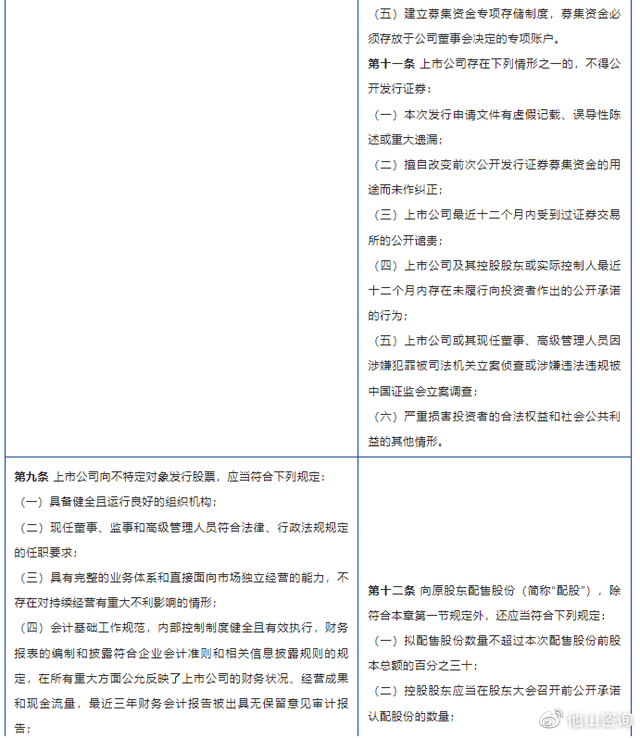 （五）建立募集资金专项存储制度，募集资金必
须存放于公司董事会决定的专项账户。
第十一条 上市公司存在下列情形之一的，不得公
开发行证券：
（一）本次发行申请文件有虚假记载、误导性陈
述或重大遗漏；
（二）擅自改变前次公开发行证券募集资金的用
途而未作纠正；
（三）上市公司最近十二个月内受到过证券交易
所的公开谴责；
（四）上市公司及其控股股东或实际控制人最近
十二个月内存在未履行向投资者作出的公开承诺
的行为；
（五）上市公司或其现任董事、高级管理人员因
涉嫌犯罪被司法机关立案侦查或涉嫌违法违规被
中国证监会立案调查；
（六）严重损害投资者的合法权益和社会公共利
益的其他情形。
第九条 上市公司向不特定对象发行股票，应当符合下列规定：
（一）具备健全且运行良好的组织机构；
（二）现任董事、监事和高级管理人员符合法律、行政法规规定
的任职要求；
（三）具有完整的业务体系和直接面向市场独立经营的能力，不
存在对持续经营有重大不利影响的情形；
（四）会计基础工作规范，内部控制制度健全且有效执行，财务
报表的编制和披露符合企业会计准则和相关信息披露规则的规
定，在所有重大方面公允反映了上市公司的财务状况、经营成果
和现金流量，最近三年财务会计报告被出具无保留意见审计报
告；
第十二条 向原股东配售股份（简称“配股”），除
符合本章第一节规定外，还应当符合下列规定：
（一）拟配售股份数量不超过本次配售股份前股
本总额的百分之三十；
（二）控股股东应当在股东大会召开前公开承诺
认配股份的数量；
@他山咨询